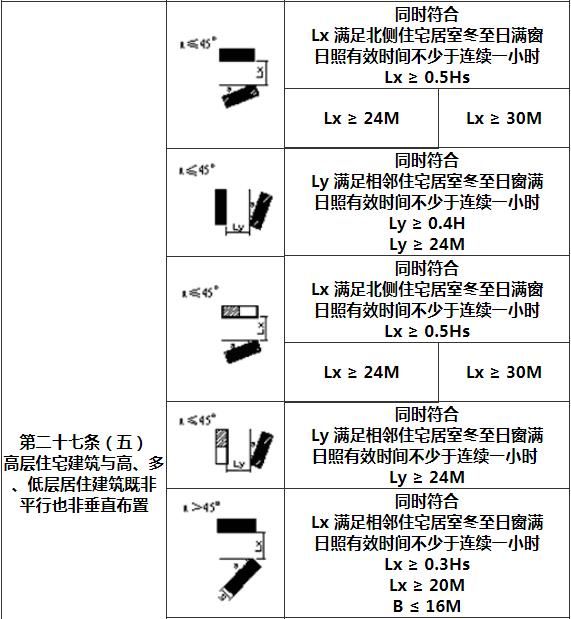 a≤45°
Lx
a
同时符合
Lx 满足北侧住宅居室冬至日满窗
日照有效时间不少于连续一小时
Lx ≥ 0.5Hs
Lx ≥ 24M
Lx ≥ 30M
a≤45°
Ly
a
同时符合
Ly 满足相邻住宅居室冬至日窗满
日照有效时间不少于连续一小时
Ly ≥ 0.4H
Ly ≥ 24M
a≤45°
Lx
a
同时符合
Lx 满足北侧住宅居室冬至日满窗
日照有效时间不少于连续一小时
Lx ≥ 0.5Hs
Lx ≥ 24M
Lx ≥ 30M
第二十七条（五）
高层住宅建筑与高、多
、低层居住建筑既非
平行也非垂直布置
a≤45°
Ly
a
同时符合
Ly 满足相邻住宅居室冬至日窗满
日照有效时间不少于连续一小时
Ly ≥ 24M
a>45°
Lx
a
同时符合
Lx 满足相邻住宅居室冬至日窗满
日照有效时间不少于连续一小时
Lx ≥ 0.3Hs
Lx ≥ 20M
B ≤ 16M